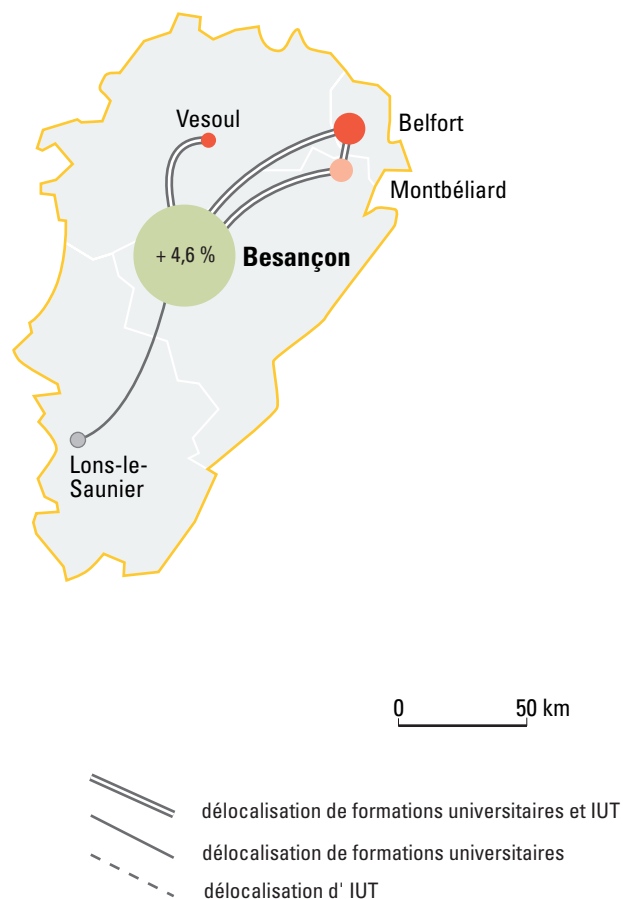 Vesoul
Belfort
Montbéliard
+ 4,6 %
Besançon
Lons-le-
Saunier
0
50 km
délocalisation de formations universitaires et IUT
délocalisation de formations universitaires
délocalisation d' IUT